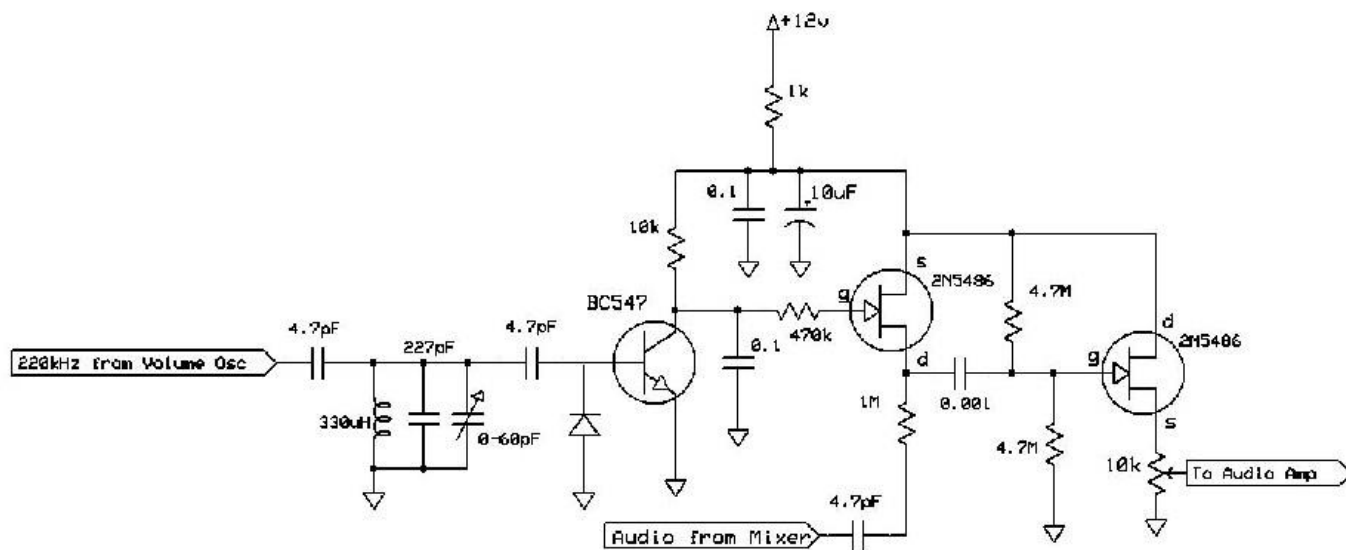 +12v
1k
0.1
10uF
10k
s
2N5486
g
4.7M
BC547
470k
d
4.7pF
227pF
4.7pF
0.1
d
2N5486
g
220kHz from Volume Osc
330uH
0-60pF
1M
0.001
4.7M
s
10k
To Audio Amp
4.7pF
Audio from Mixer